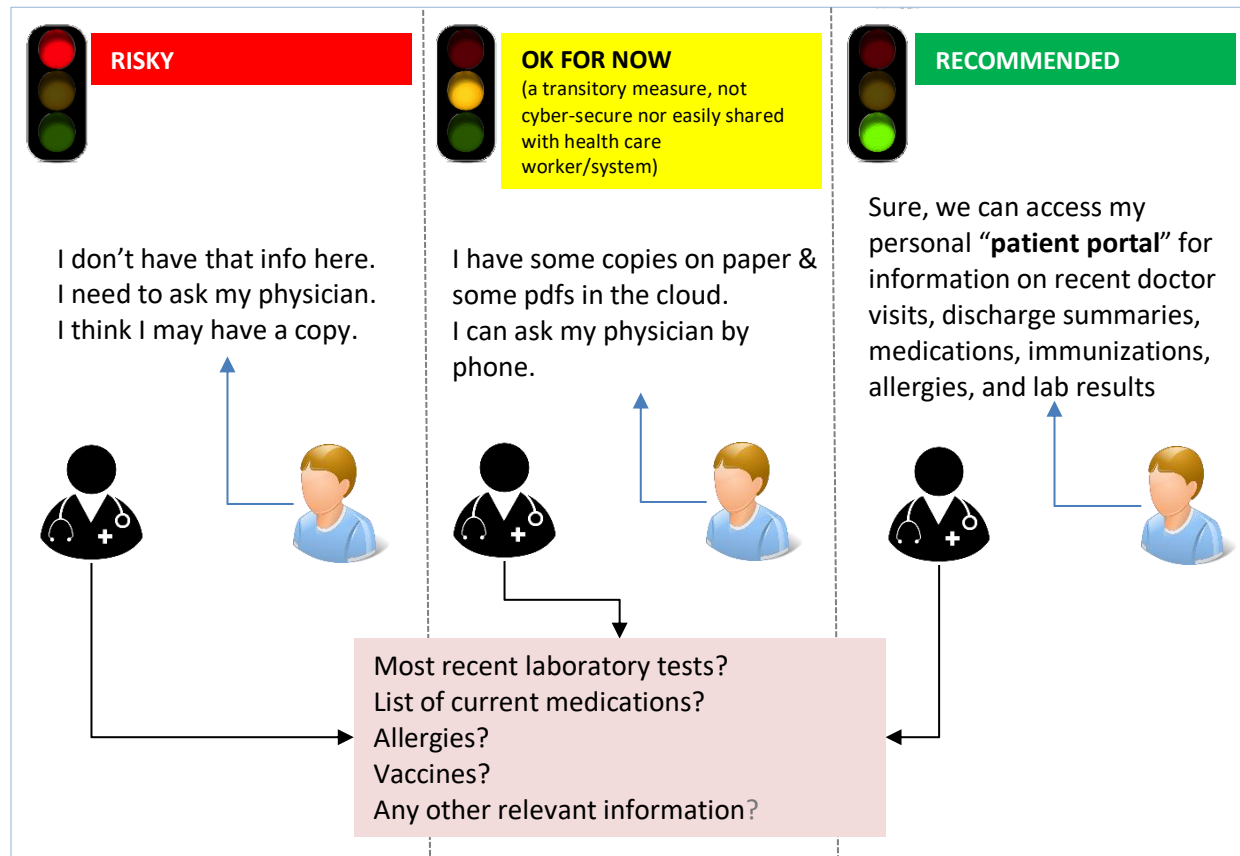 RISKY
I don’t have that info here.
I need to ask my physician.
I think I may have a copy.
OK FOR NOW
(a transitory measure, not
cyber-secure nor easily shared
with health care
worker/system)
I have some copies on paper &
some pdfs in the cloud.
I can ask my physician by
phone.
RECOMMENDED
Sure, we can access my
personal “patient portal” for
information on recent doctor
visits, discharge summaries,
medications, immunizations,
allergies, and lab results
Most recent laboratory tests?
List of current medications?
Allergies?
Vaccines?
Any other relevant information?